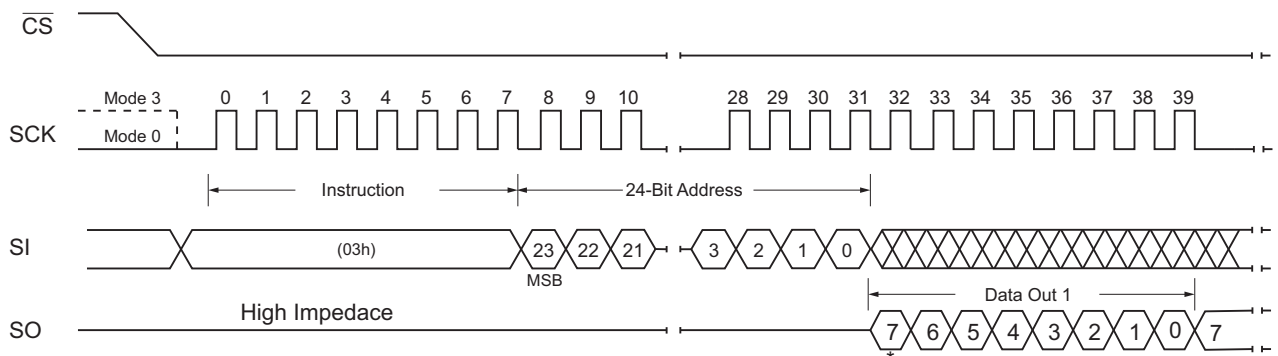 CS
Mode 3 0 1 2 3 4 5 6 7 8 9 10 28 29 30 31 32 33 34 35 36 37 38 39
SCK Mode 0
Instruction 24-Bit Address
SI (03h) 23 22 21 3 2 1 0
MSB
Data Out 1
High Impedace
SO 7 6 5 4 3 2 1 0 7